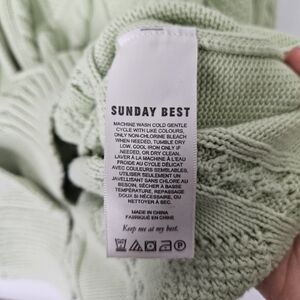 SUNDAY BEST
MACHINE WASH COLD GENTLE
CYCLE WITH LIKE COLOURS,
ONLY NON-CHLORINE BLEACH
WHEN NEEDED, TUMBLE DRY
LOW, COOL IRON ONLY IF
NEEDED, OR DRY CLEAN.
LAVER À LA MACHINE À L'EAU
FROIDE AU CYCLE DÉLICAT
AVEC COULEURS SEMBLABLES,
UTILISER SEULEMENT UN
JAVELLISANT SANS CHLORE AU
BESOIN, SÉCHER À BASSE
TEMPÉRATURE, REPASSAGE
DOUX SI NÉCESSAIRE, OU
NETTOYER À SEC.
MADE IN CHINA
FABRIQUÉ EN CHINE
Keep me at my best.